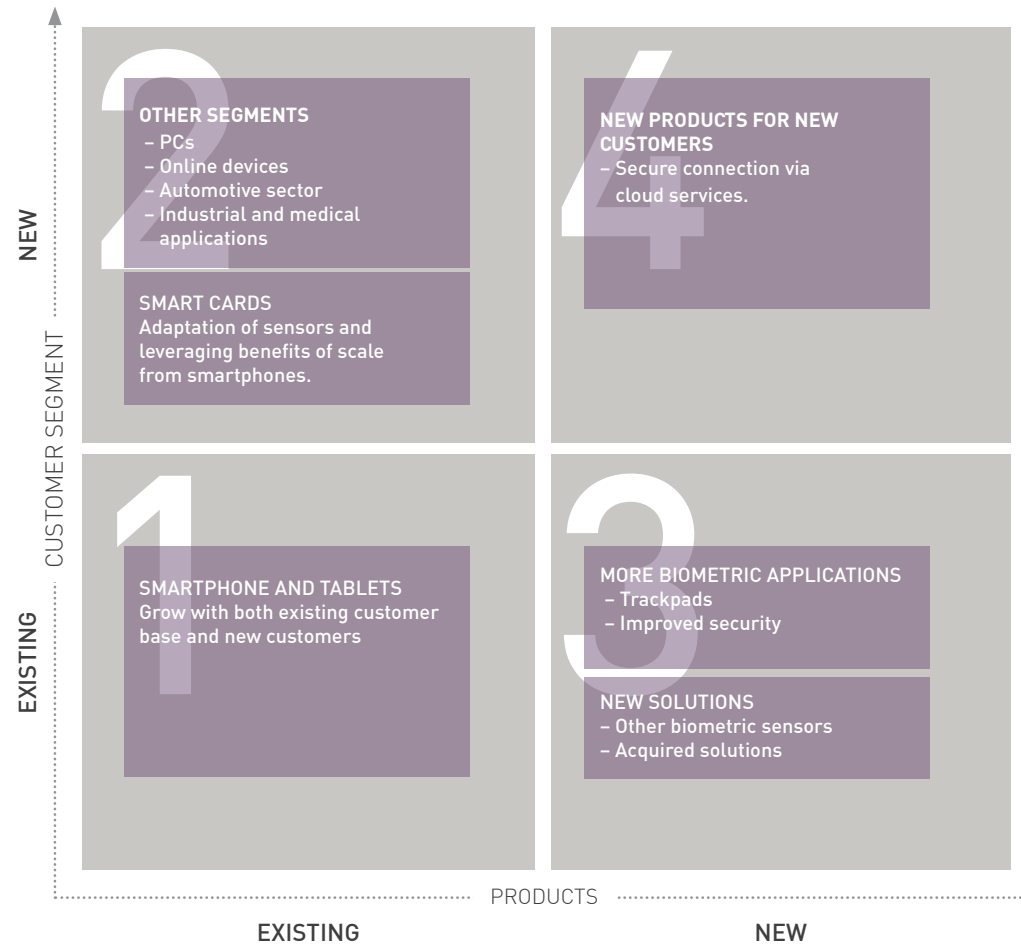 2
OTHER SEGMENTS
– PCs
– Online devices
– Automotive sector
– Industrial and medical
applications
SMART CARDS
Adaptation of sensors and
leveraging benefits of scale
from smartphones.
4
NEW PRODUCTS FOR NEW
CUSTOMERS
– Secure connection via
cloud services.
1
SMARTPHONE AND TABLETS
Grow with both existing customer
base and new customers
3
MORE BIOMETRIC APPLICATIONS
– Trackpads
– Improved security
NEW SOLUTIONS
– Other biometric sensors
– Acquired solutions
NEW
CUSTOMER SEGMENT
EXISTING
PRODUCTS
EXISTING
NEW